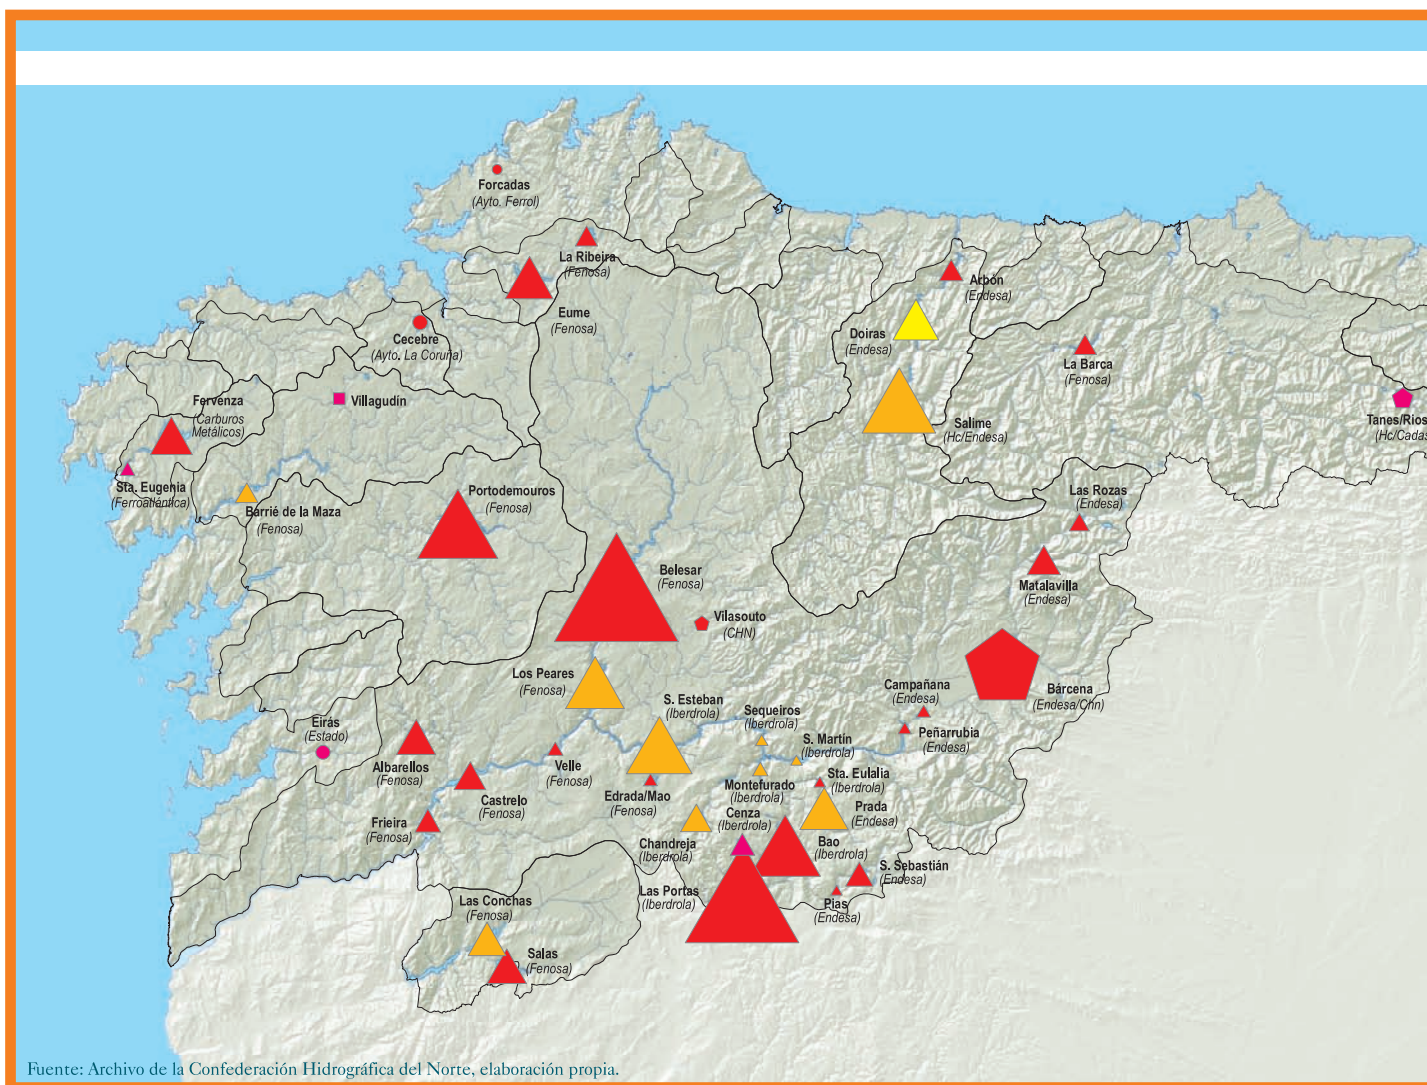 Forcadas
(Ayto. Ferrol)
La Ribeira
(Fenosa)
Eume
(Fenosa)
Cecebre
(Ayto. La Coruña)
Arbón
(Endesa)
Doiras
(Endesa)
La Barca
(Fenosa)
Salime
(Hc/Endesa)
Tanes/Rios
(Hc/Cadas
Fervenza
(Carburos
Metálicos)
Villagudín
Sta. Eugenia
(Ferroatlántica)
Barrié de la Maza
(Fenosa)
Portodemouros
(Fenosa)
Las Rozas
(Endesa)
Matalavilla
(Endesa)
Belesar
(Fenosa)
Vilasouto
(CHN)
Los Peares
(Fenosa)
S. Esteban
(Iberdrola)
Sequeiros
(Iberdrola)
Campañana
(Endesa)
Bárcena
(Endesa/Chn)
Peñarrubia
(Endesa)
Eirás
(Estado)
Albarellos
(Fenosa)
Velle
(Fenosa)
S. Martín
(Iberdrola)
Sta. Eulalia
(Iberdrola)
Castrelo
(Fenosa)
Edrada/Mao
(Fenosa)
Montefurado
(Iberdrola)
Prada
(Endesa)
Frieira
(Fenosa)
Cenza
(Iberdrola)
Chandreja
(Iberdrola)
Bao
(Iberdrola)
S. Sebastián
(Endesa)
Las Portas
(Iberdrola)
Pias
(Endesa)
Las Conchas
(Fenosa)
Salas
(Fenosa)
Fuente: Archivo de la Confederación Hidrográfica del Norte, elaboración propia.